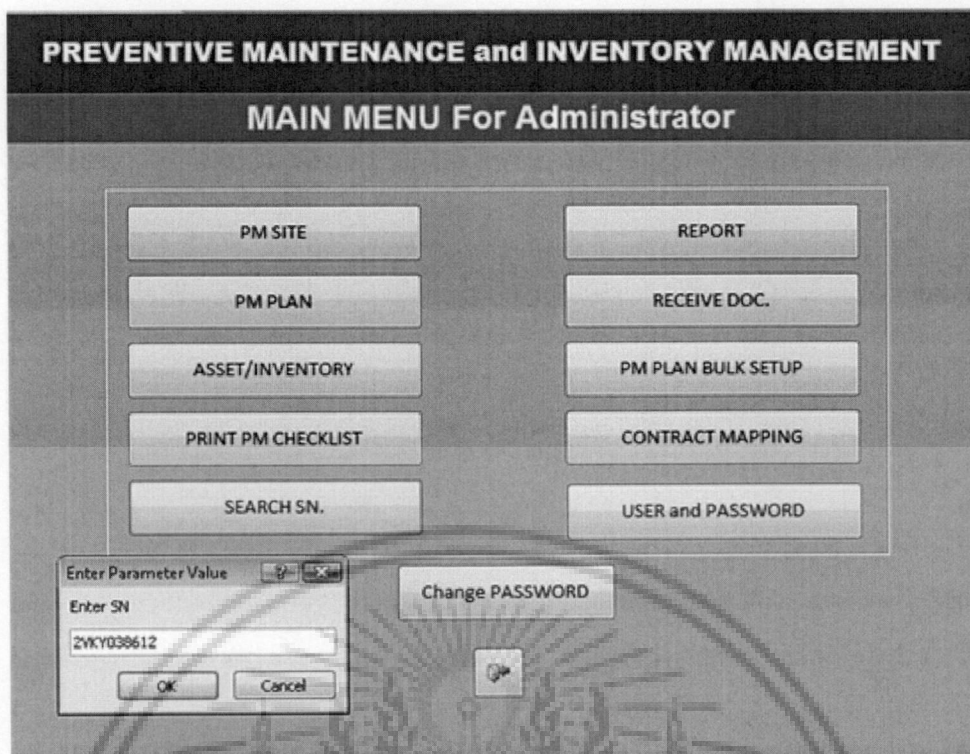 PREVENTIVE MAINTENANCE and INVENTORY MANAGEMENT
MAIN MENU For Administrator
PM SITE
REPORT
PM PLAN
RECEIVE DOC.
ASSET/INVENTORY
PM PLAN BULK SETUP
PRINT PM CHECKLIST
CONTRACT MAPPING
SEARCH SN.
USER and PASSWORD
Enter Parameter Value
Enter SN
2VKY038612
OK
Cancel
Change PASSWORD